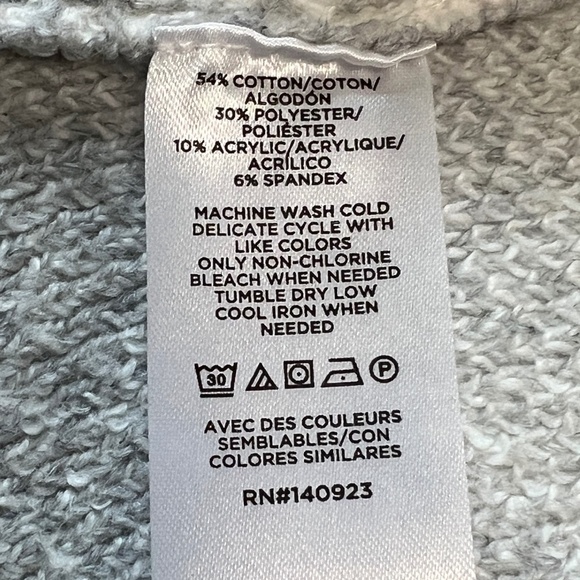 54% COTTON/COTON/
ALGODÓN
30% POLYESTER/
POLIÉSTER
10% ACRYLIC/ACRYLIQUE/
ACRÍLICO
6% SPANDEX
MACHINE WASH COLD
DELICATE CYCLE WITH
LIKE COLORS
ONLY NON-CHLORINE
BLEACH WHEN NEEDED
TUMBLE DRY LOW
COOL IRON WHEN
NEEDED
30 P
AVEC DES COULEURS
SEMBLABLES/CON
COLORES SIMILARES
RN#140923